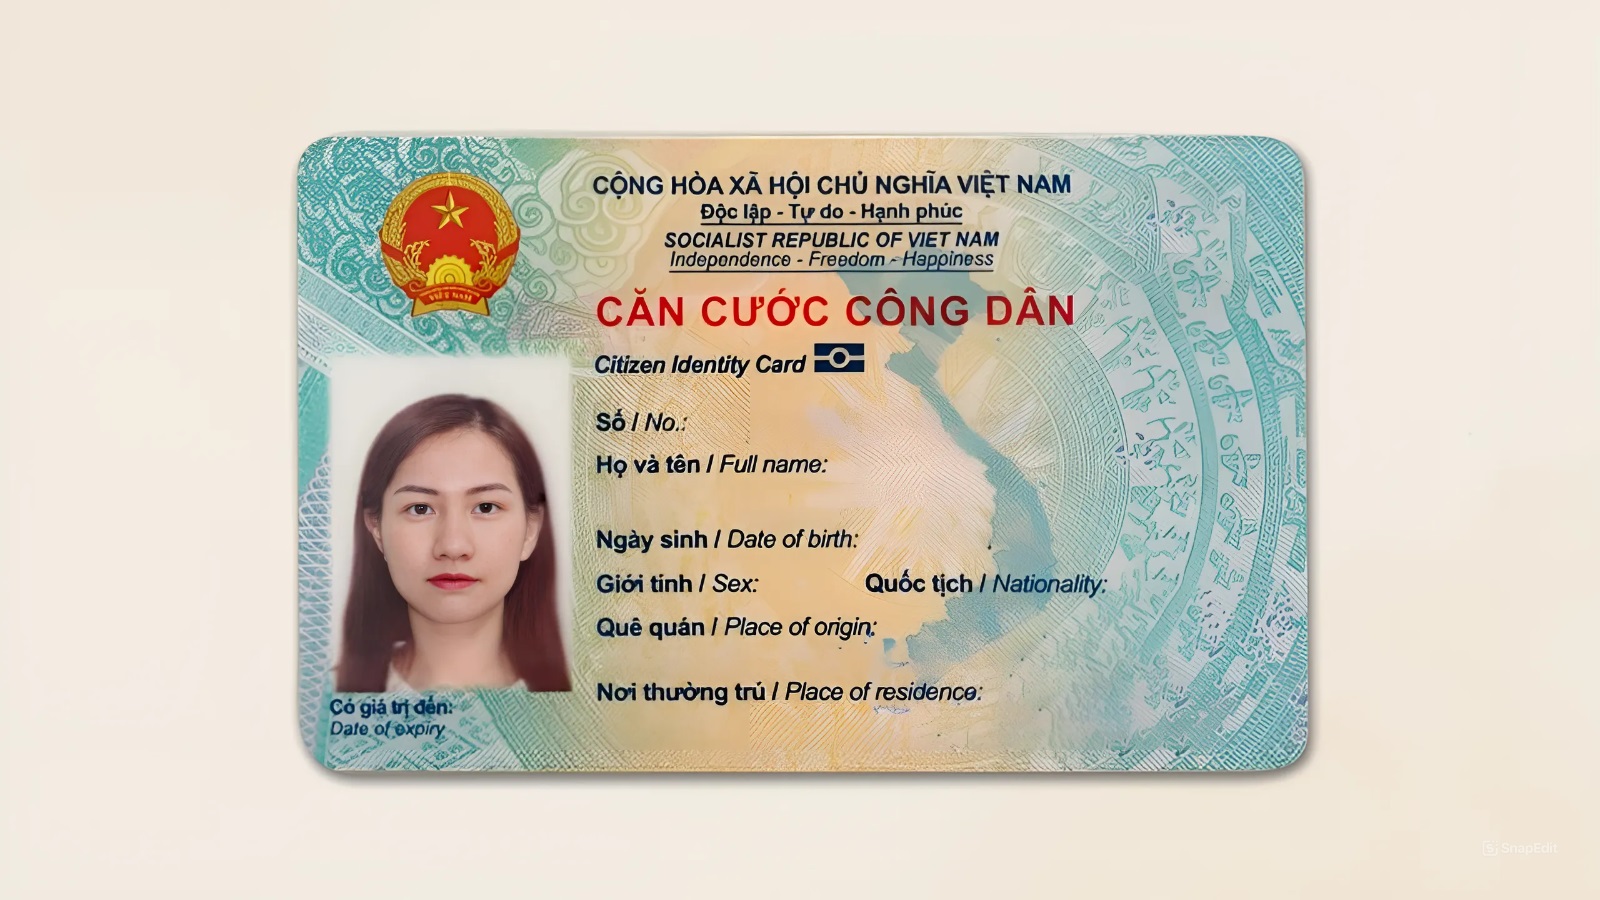 CỘNG HÒA XÃ HỘI CHỦ NGHĨA VIỆT NAM
Độc lập - Tự do - Hạnh phúc
SOCIALIST REPUBLIC OF VIET NAM
Independence - Freedom - Happiness
VIỆT NAM
CĂN CƯỚC CÔNG DÂN
Citizen Identity Card
Số / No.:
Họ và tên / Full name:
Ngày sinh / Date of birth:
Giới tính / Sex: Quốc tịch / Nationality:
Quê quán / Place of origin:
Nơi thường trú / Place of residence:
Có giá trị đến:
Date of expiry
SnapEdit